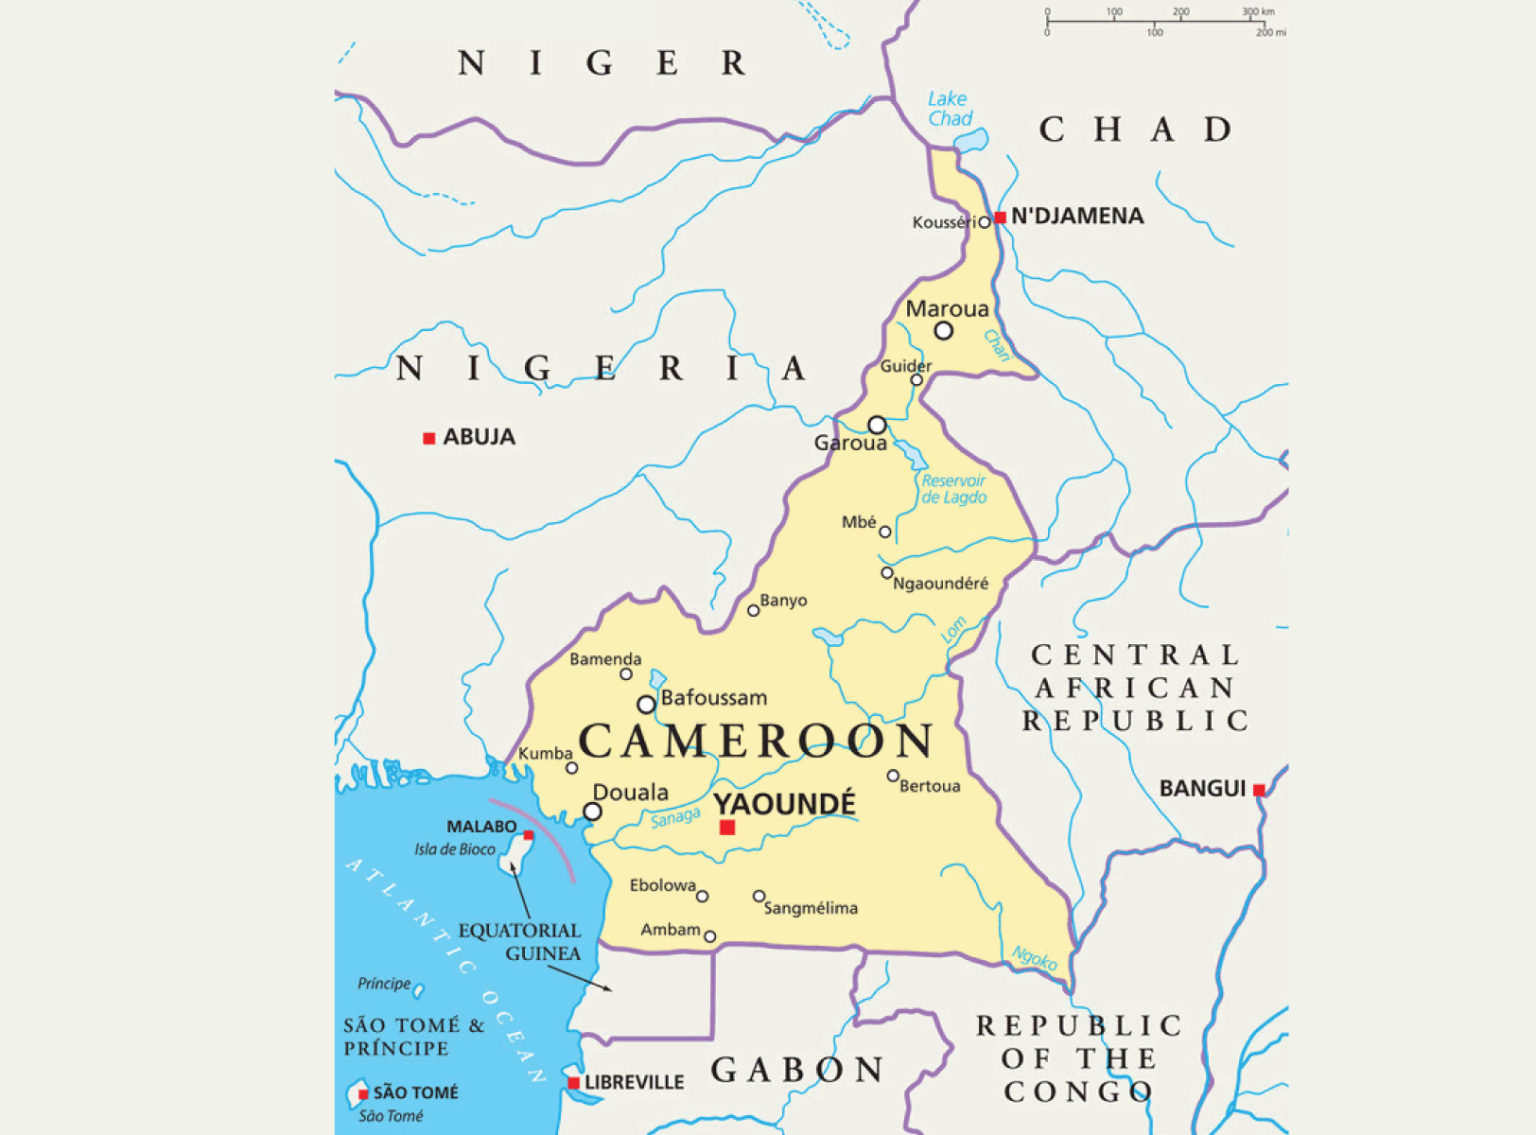 0 100 200 300 km
0 100 200 mi
NIGER
Lake
Chad
CHAD
Kousséri
N'DJAMENA
Maroua
Chari
Guider
NIGERIA
ABUJA
Garoua
Reservoir
de Lagdo
Mbé
Ngaoundéré
Banyo
Lom
CENTRAL
AFRICAN
REPUBLIC
Bamenda
Bafoussam
CAMEROON
Kumba
Bertoua
BANGUI
Douala
YAOUNDÉ
Sanaga
MALABO
Isla de Bioco
ATLANTIC OCEAN
Ebolowa
Sangmélima
Ambam
EQUATORIAL
GUINEA
Ngoko
Príncipe
SÃO TOMÉ &
PRÍNCIPE
REPUBLIC
OF THE
CONGO
GABON
LIBREVILLE
SÃO TOMÉ
São Tomé